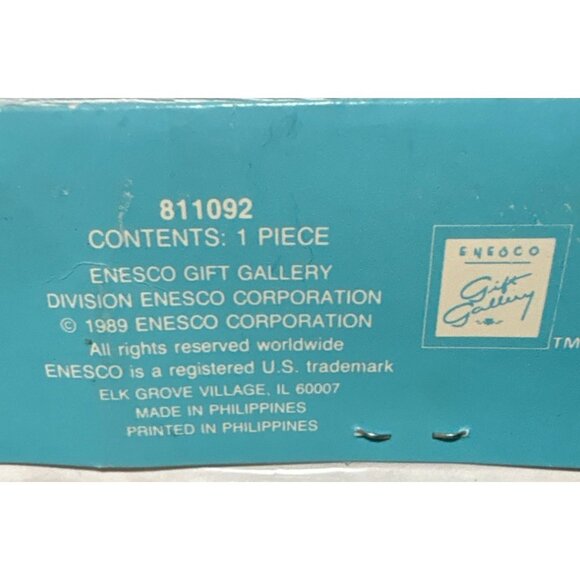 811092
CONTENTS: 1 PIECE
ENESCO GIFT GALLERY
DIVISION ENESCO CORPORATION
© 1989 ENESCO CORPORATION
All rights reserved worldwide
ENESCO is a registered U.S. trademark
ELK GROVE VILLAGE, IL 60007
MADE IN PHILIPPINES
PRINTED IN PHILIPPINES
ENESCO
Gift
Gallery
TM